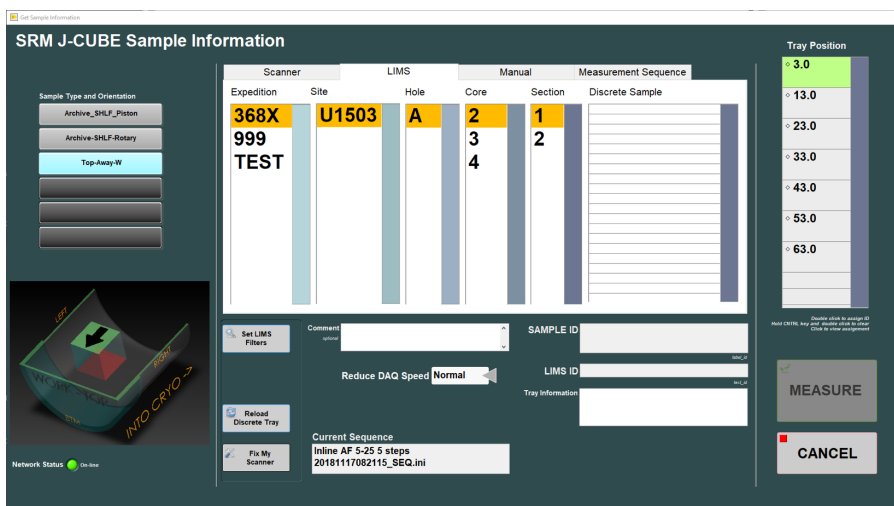 Get Sample Information
SRM J-CUBE Sample Information
Sample Type and Orientation
Archive_SHLF_Piston
Archive-SHLF-Rotary
Top-Away-W
LEFT
RIGHT
WORK -SQR
BTM
INTO CRYO ->
Network Status
On-line
Scanner
LIMS
Manual
Measurement Sequence
Expedition
Site
Hole
Core
Section
Discrete Sample
368X
U1503
A
2
1
999
3
2
TEST
4
Set LIMS
Filters
Reload
Discrete Tray
Fix My
Scanner
Comment
optional
Reduce DAQ Speed
Normal
Current Sequence
Inline AF 5-25 5 steps
20181117082115_SEQ.ini
SAMPLE ID
label_id
LIMS ID
text_id
Tray Information
Tray Position
3.0
13.0
23.0
33.0
43.0
53.0
63.0
Double click to assign ID
Hold CNTRL key and double click to clear
Click to view assignment
MEASURE
CANCEL